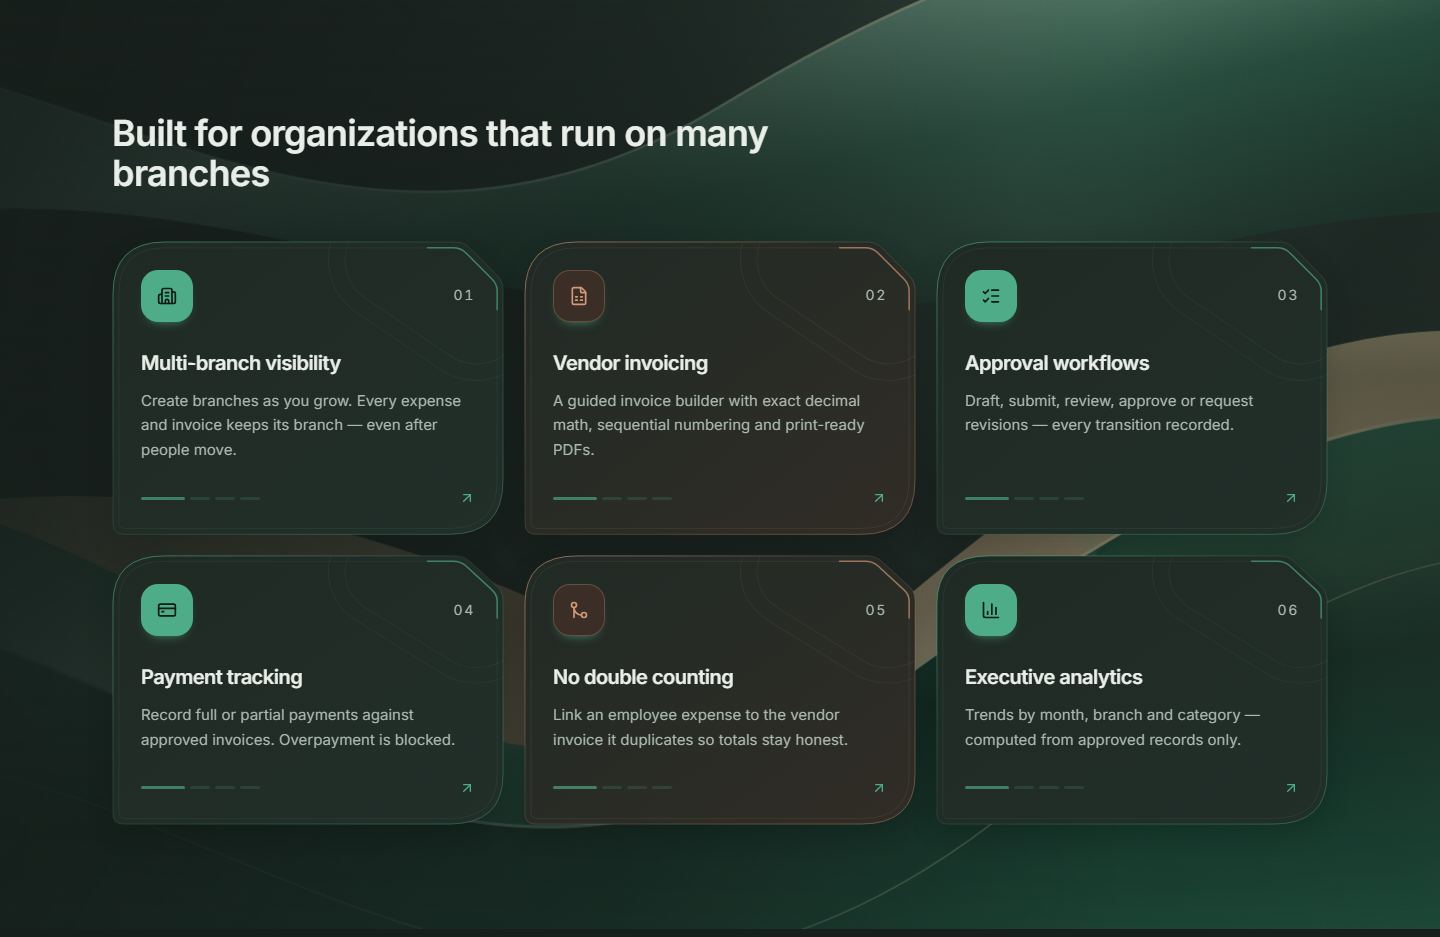 Built for organizations that run on many
branches
01
Multi-branch visibility
Create branches as you grow. Every expense
and invoice keeps its branch — even after
people move.
02
Vendor invoicing
A guided invoice builder with exact decimal
math, sequential numbering and print-ready
PDFs.
03
Approval workflows
Draft, submit, review, approve or request
revisions — every transition recorded.
04
Payment tracking
Record full or partial payments against
approved invoices. Overpayment is blocked.
05
No double counting
Link an employee expense to the vendor
invoice it duplicates so totals stay honest.
06
Executive analytics
Trends by month, branch and category —
computed from approved records only.